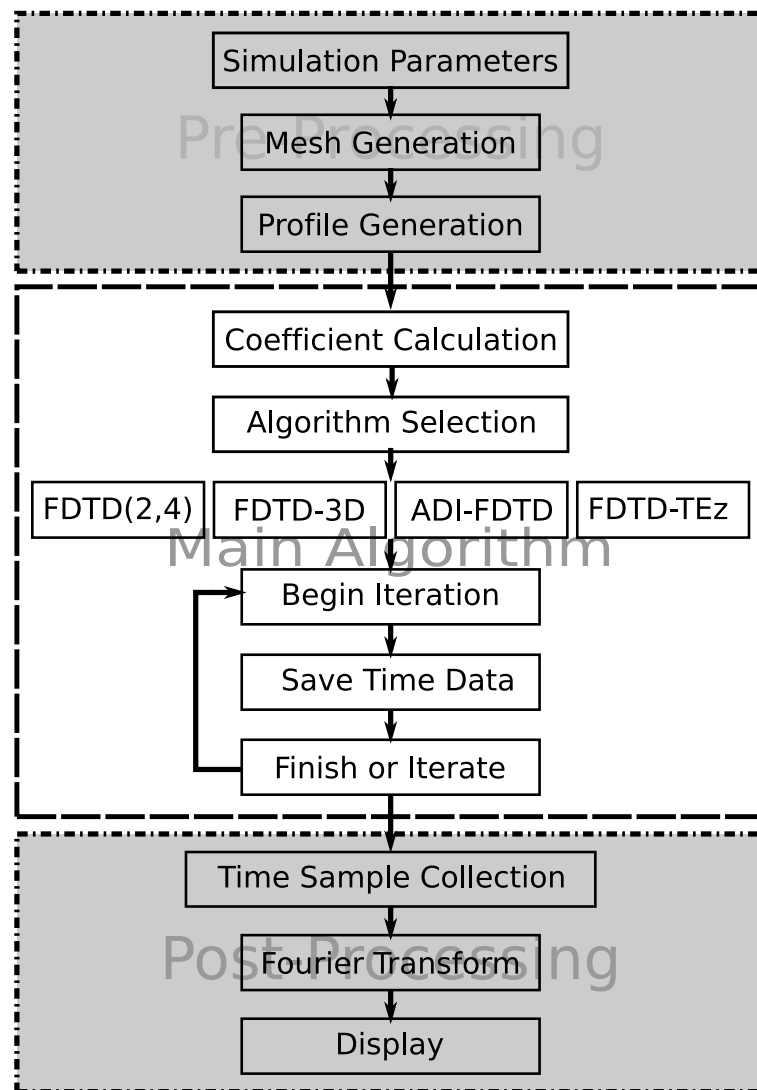 Simulation Parameters
Pre-Processing
Mesh Generation
Profile Generation
Coefficient Calculation
Algorithm Selection
FDTD(2,4) FDTD-3D ADI-FDTD FDTD-TEz
Main Algorithm
Begin Iteration
Save Time Data
Finish or Iterate
Time Sample Collection
Post-Processing
Fourier Transform
Display